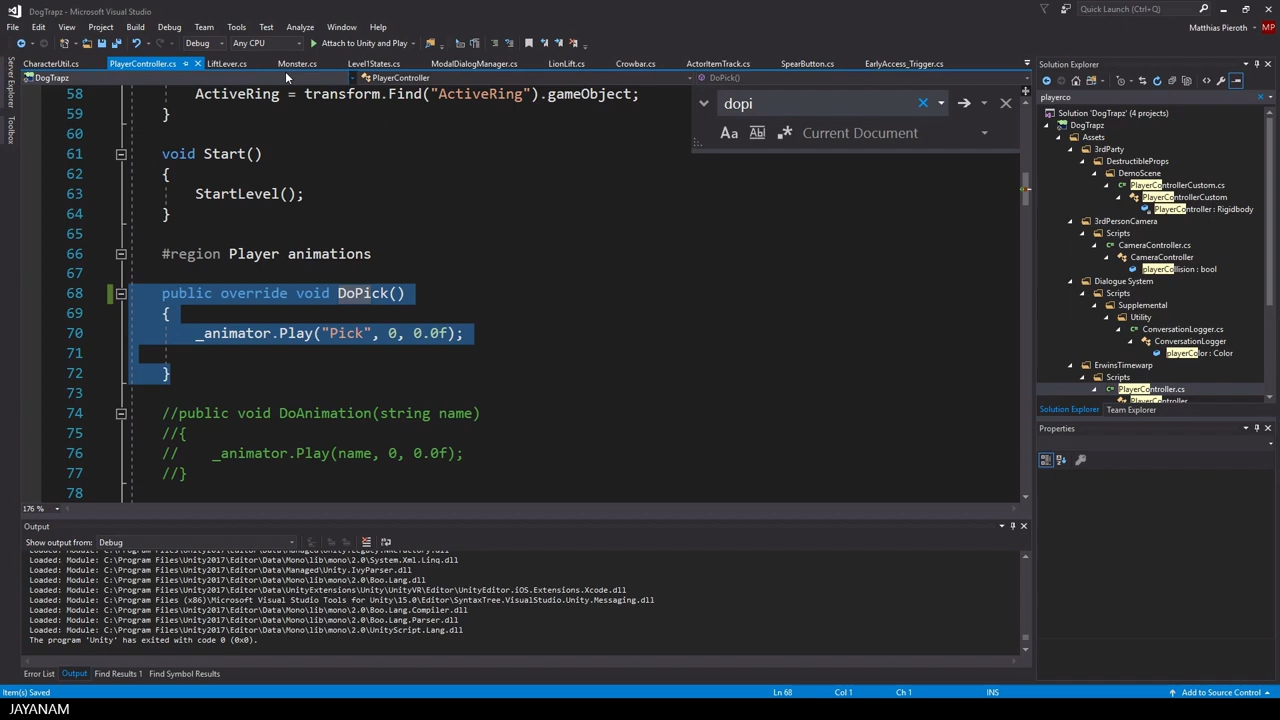 DogTrapz - Microsoft Visual Studio
Quick Launch (Ctrl+Q)
File Edit View Project Build Debug Team Tools Test Analyze Window Help
Matthias Pieroth MP
Debug Any CPU Attach to Unity and Play
CharacterUtil.cs PlayerController.cs LiftLever.cs Monster.cs Level1States.cs ModalDialogManager.cs LionLift.cs Crowbar.cs ActorItemTrack.cs SpearButton.cs EarlyAccess_Trigger.cs
DogTrapz PlayerController DoPick()
Server Explorer
Toolbox
dopi
Aa Abl Current Document
58 ActiveRing = transform.Find("ActiveRing").gameObject;
59 }
60
61 void Start()
62 {
63 StartLevel();
64 }
65
66 #region Player animations
67
68 public override void DoPick()
69 {
70 _animator.Play("Pick", 0, 0.0f);
71
72 }
73
74 //public void DoAnimation(string name)
75 //{
76 // _animator.Play(name, 0, 0.0f);
77 //}
78
176 %
Output
Show output from: Debug
Loaded: Module: C:\Program Files\Unity2017\Editor\Data\Mono\lib\mono\2.0\System.Xml.Linq.dll
Loaded: Module: C:\Program Files\Unity2017\Editor\Data\Managed\Unity.IvyParser.dll
Loaded: Module: C:\Program Files\Unity2017\Editor\Data\Mono\lib\mono\2.0\Boo.Lang.dll
Loaded: Module: C:\Program Files\Unity2017\Editor\Data\UnityExtensions\Unity\UnityVR\Editor\UnityEditor.iOS.Extensions.Xcode.dll
Loaded: Module: C:\Program Files (x86)\Microsoft Visual Studio Tools for Unity\15.0\Editor\SyntaxTree.VisualStudio.Unity.Messaging.dll
Loaded: Module: C:\Program Files\Unity2017\Editor\Data\Mono\lib\mono\2.0\Boo.Lang.Compiler.dll
Loaded: Module: C:\Program Files\Unity2017\Editor\Data\Mono\lib\mono\2.0\Boo.Lang.Parser.dll
Loaded: Module: C:\Program Files\Unity2017\Editor\Data\Mono\lib\mono\2.0\UnityScript.Lang.dll
The program 'Unity' has exited with code 0 (0x0).
Error List Output Find Results 1 Find Symbol Results
Solution Explorer
playerco
Solution 'DogTrapz' (4 projects)
DogTrapz
Assets
3rdParty
DestructibleProps
DemoScene
PlayerControllerCustom.cs
PlayerControllerCustom
PlayerController : Rigidbody
3rdPersonCamera
Scripts
CameraController.cs
CameraController
playerCollision : bool
Dialogue System
Scripts
Supplemental
Utility
ConversationLogger.cs
ConversationLogger
playerColor : Color
ErwinsTimewarp
Scripts
PlayerController.cs
PlayerController
Solution Explorer Team Explorer
Properties
Item(s) Saved Ln 68 Col 1 Ch 1 INS Add to Source Control
JAYANAM